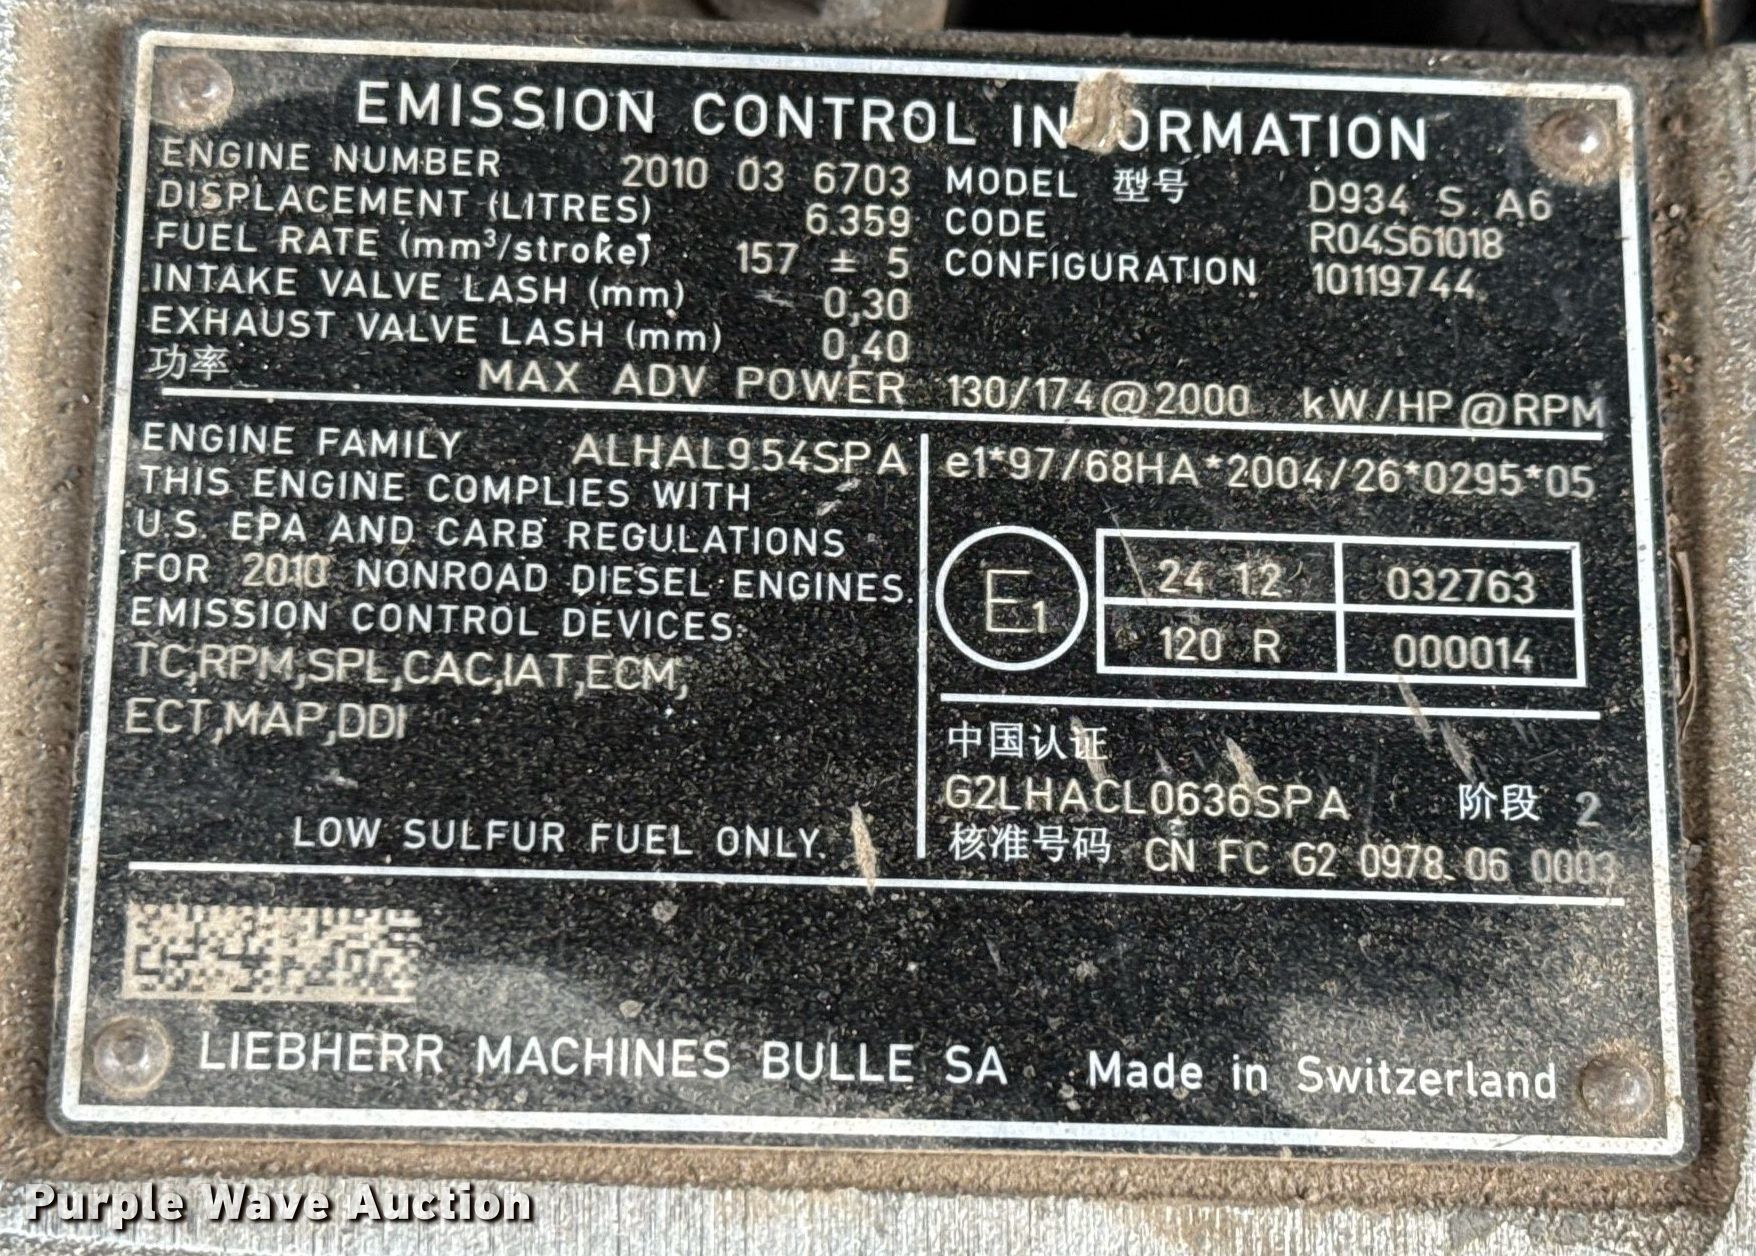 EMISSION CONTROL INFORMATION
ENGINE NUMBER 2010 03 6703
DISPLACEMENT (LITRES) 6.359
FUEL RATE (mm³/stroke) 157 ± 5
INTAKE VALVE LASH (mm) 0,30
EXHAUST VALVE LASH (mm) 0,40
MODEL 型号 D934 S. A6
CODE R04S61018
CONFIGURATION 10119744
功率 MAX ADV POWER 130/174@2000 kW/HP@RPM
ENGINE FAMILY ALHAL9.54SPA
THIS ENGINE COMPLIES WITH
U.S. EPA AND CARB REGULATIONS
FOR 2010 NONROAD DIESEL ENGINES.
EMISSION CONTROL DEVICES:
TC,RPM,SPL,CAC,IAT,ECM,
ECT,MAP,DDI
LOW SULFUR FUEL ONLY.
e1*97/68HA*2004/26*0295*05
E1
24 12 032763
120 R 000014
中国认证
G2LHACL0636SPA 阶段 2
核准号码 CN FC G2 0978 06 0003
LIEBHERR MACHINES BULLE SA Made in Switzerland
Purple Wave Auction